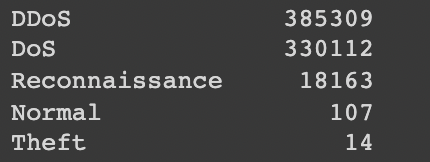 DDoS 385309
DoS 330112
Reconnaissance 18163
Normal 107
Theft 14